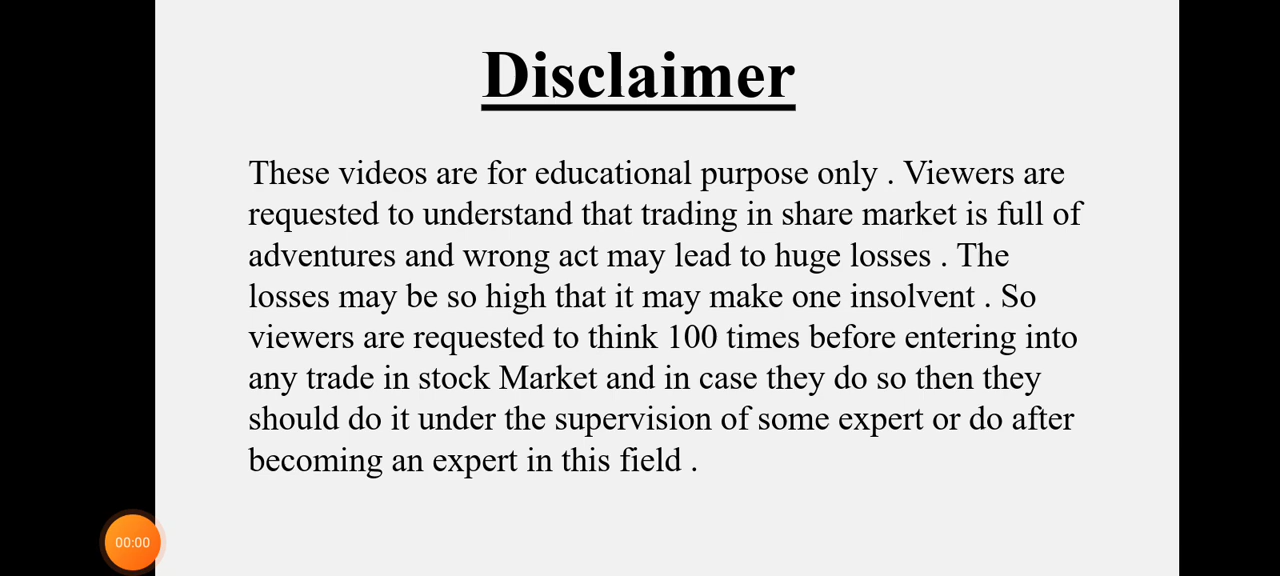 Disclaimer
These videos are for educational purpose only . Viewers are
requested to understand that trading in share market is full of
adventures and wrong act may lead to huge losses . The
losses may be so high that it may make one insolvent . So
viewers are requested to think 100 times before entering into
any trade in stock Market and in case they do so then they
should do it under the supervision of some expert or do after
becoming an expert in this field .
00:00